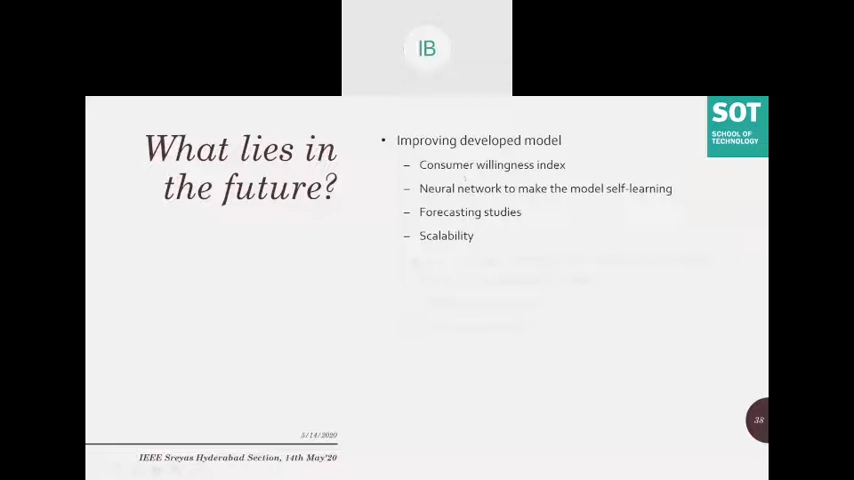 IB
What lies in
the future?
• Improving developed model
– Consumer willingness index
– Neural network to make the model self-learning
– Forecasting studies
– Scalability
SOT
SCHOOL OF
TECHNOLOGY
38
5/14/2020
IEEE Sreyas Hyderabad Section, 14th May'20